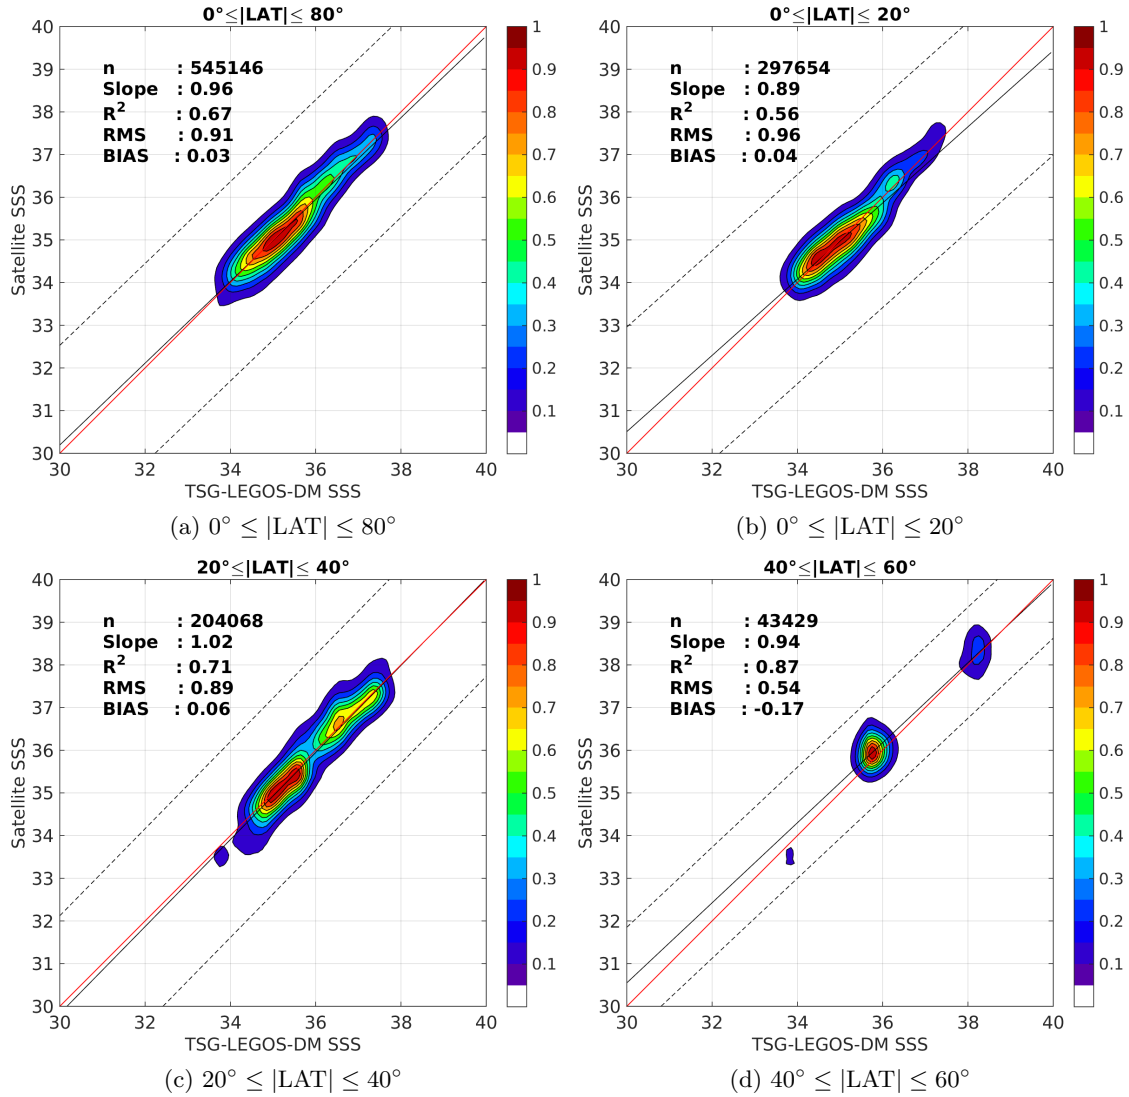 0°≤|LAT|≤ 80°
n : 545146
Slope : 0.96
R² : 0.67
RMS : 0.91
BIAS : 0.03
40
39
38
37
36
35
34
33
32
31
30
30 32 34 36 38 40
Satellite SSS
TSG-LEGOS-DM SSS
1
0.9
0.8
0.7
0.6
0.5
0.4
0.3
0.2
0.1
(a) 0° ≤ |LAT| ≤ 80°
0°≤|LAT|≤ 20°
n : 297654
Slope : 0.89
R² : 0.56
RMS : 0.96
BIAS : 0.04
40
39
38
37
36
35
34
33
32
31
30
30 32 34 36 38 40
Satellite SSS
TSG-LEGOS-DM SSS
1
0.9
0.8
0.7
0.6
0.5
0.4
0.3
0.2
0.1
(b) 0° ≤ |LAT| ≤ 20°
20°≤|LAT|≤ 40°
n : 204068
Slope : 1.02
R² : 0.71
RMS : 0.89
BIAS : 0.06
40
39
38
37
36
35
34
33
32
31
30
30 32 34 36 38 40
Satellite SSS
TSG-LEGOS-DM SSS
1
0.9
0.8
0.7
0.6
0.5
0.4
0.3
0.2
0.1
(c) 20° ≤ |LAT| ≤ 40°
40°≤|LAT|≤ 60°
n : 43429
Slope : 0.94
R² : 0.87
RMS : 0.54
BIAS : -0.17
40
39
38
37
36
35
34
33
32
31
30
30 32 34 36 38 40
Satellite SSS
TSG-LEGOS-DM SSS
1
0.9
0.8
0.7
0.6
0.5
0.4
0.3
0.2
0.1
(d) 40° ≤ |LAT| ≤ 60°